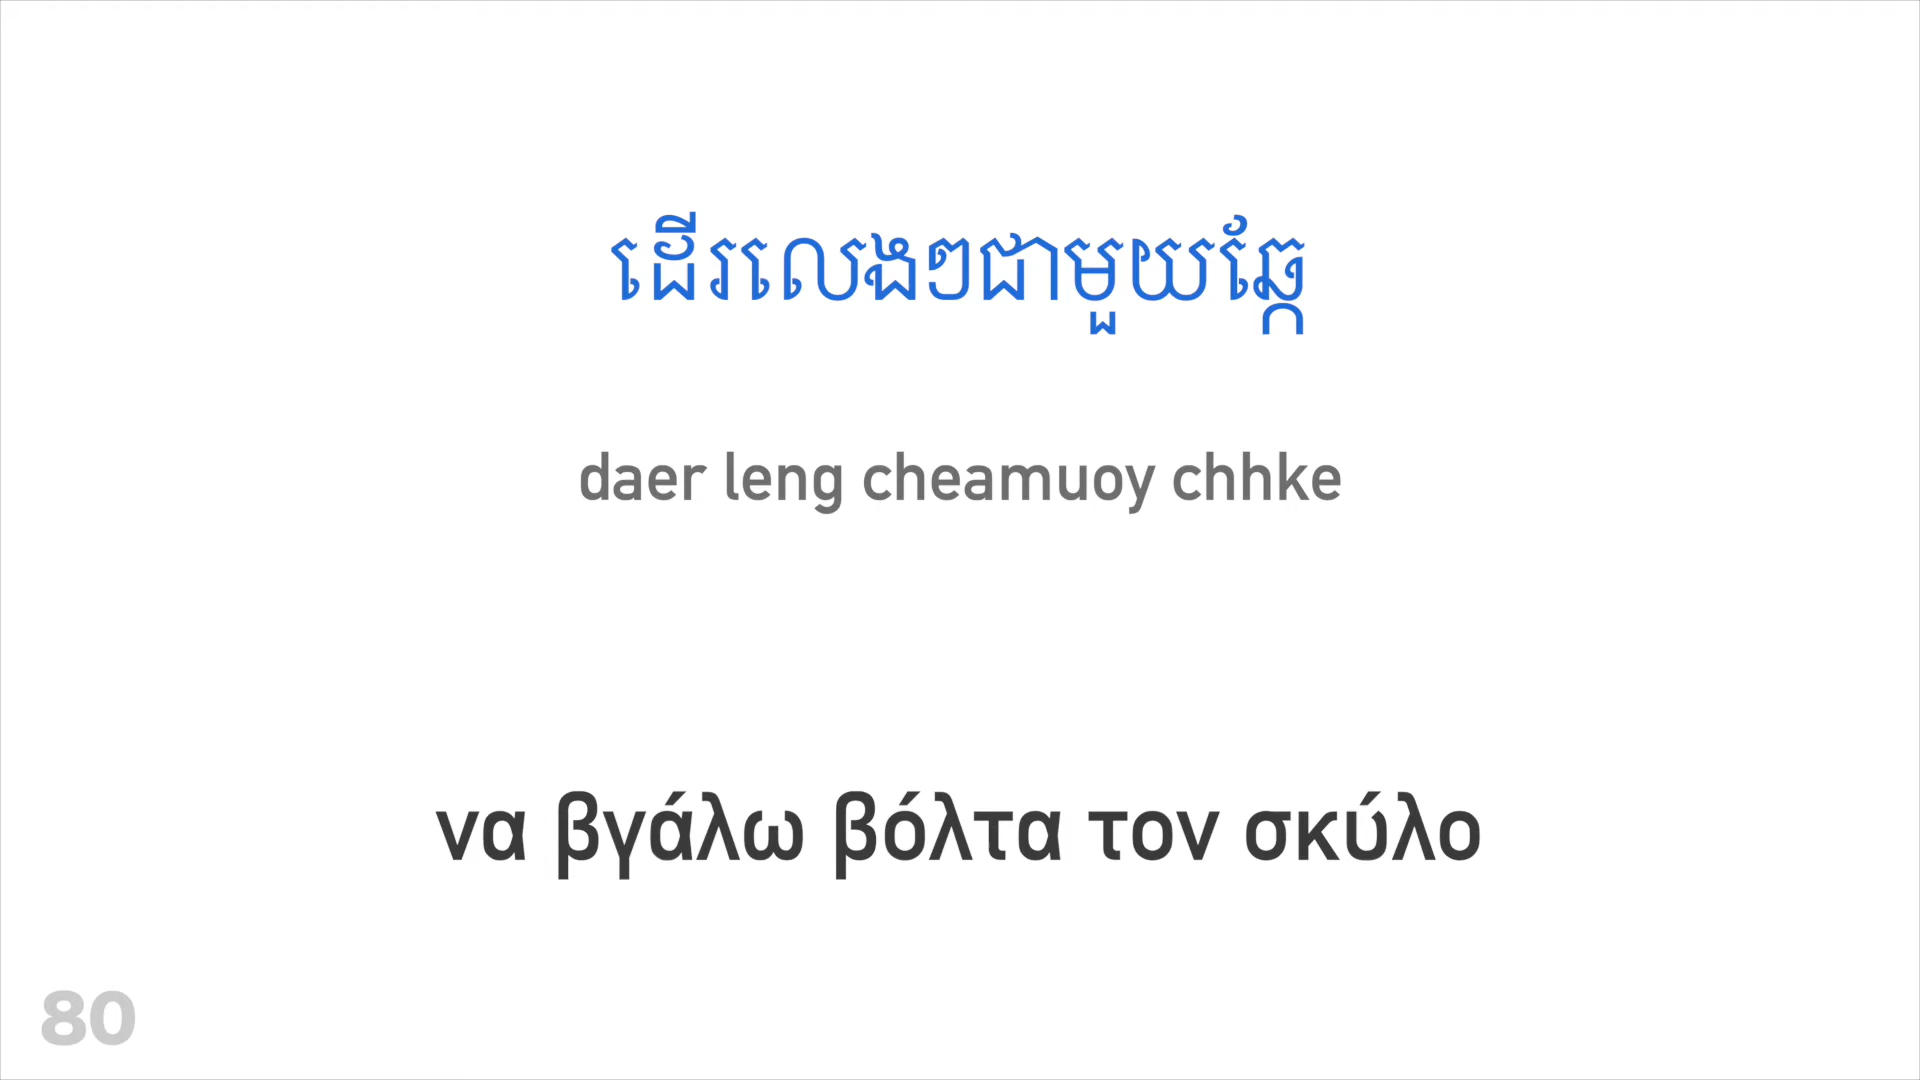 ដើរលេងៗជាមួយឆ្កែ
daer leng cheamuoy chhke
να βγάλω βόλτα τον σκύλο
80